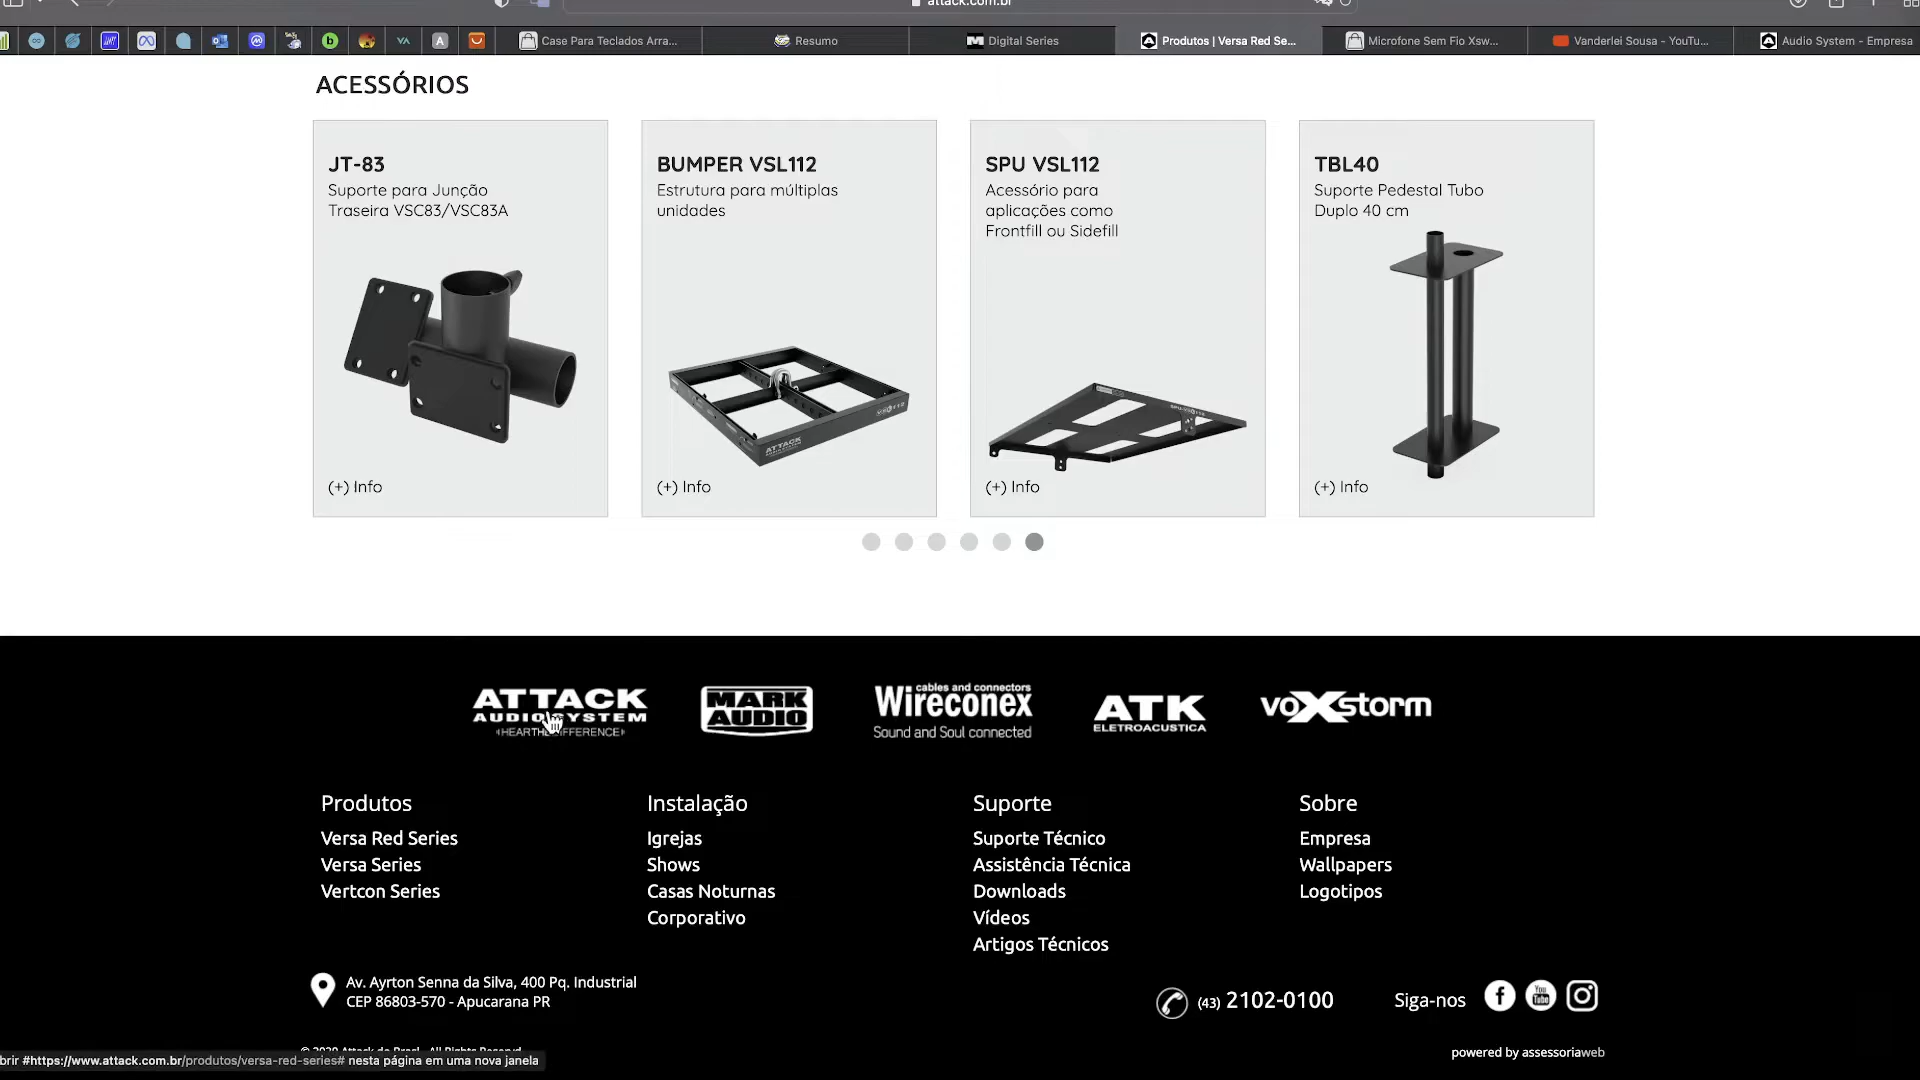 attack.com.br
Case Para Teclados Arra...
Resumo
Digital Series
Produtos | Versa Red Se...
Microfone Sem Fio Xsw...
Vanderlei Sousa - YouTu...
Audio System - Empresa
ACESSÓRIOS
JT-83
Suporte para Junção
Traseira VSC83/VSC83A
(+) Info
BUMPER VSL112
Estrutura para múltiplas
unidades
ATTACK
(+) Info
SPU VSL112
Acessório para
aplicações como
Frontfill ou Sidefill
(+) Info
TBL40
Suporte Pedestal Tubo
Duplo 40 cm
(+) Info
ATTACK
AUDIO SYSTEM
MARK
AUDIO
cables and connectors
Wireconex
Sound and Soul connected
ATK
ELETROACUSTICA
voXstorm
Produtos
Versa Red Series
Versa Series
Vertcon Series
Instalação
Igrejas
Shows
Casas Noturnas
Corporativo
Suporte
Suporte Técnico
Assistência Técnica
Downloads
Vídeos
Artigos Técnicos
Sobre
Empresa
Wallpapers
Logotipos
Av. Ayrton Senna da Silva, 400 Pq. Industrial
CEP 86803-570 - Apucarana PR
(43) 2102-0100
Siga-nos
You
Tube
brir #https://www.attack.com.br/produtos/versa-red-series# nesta página em uma nova janela
powered by assessoriaweb